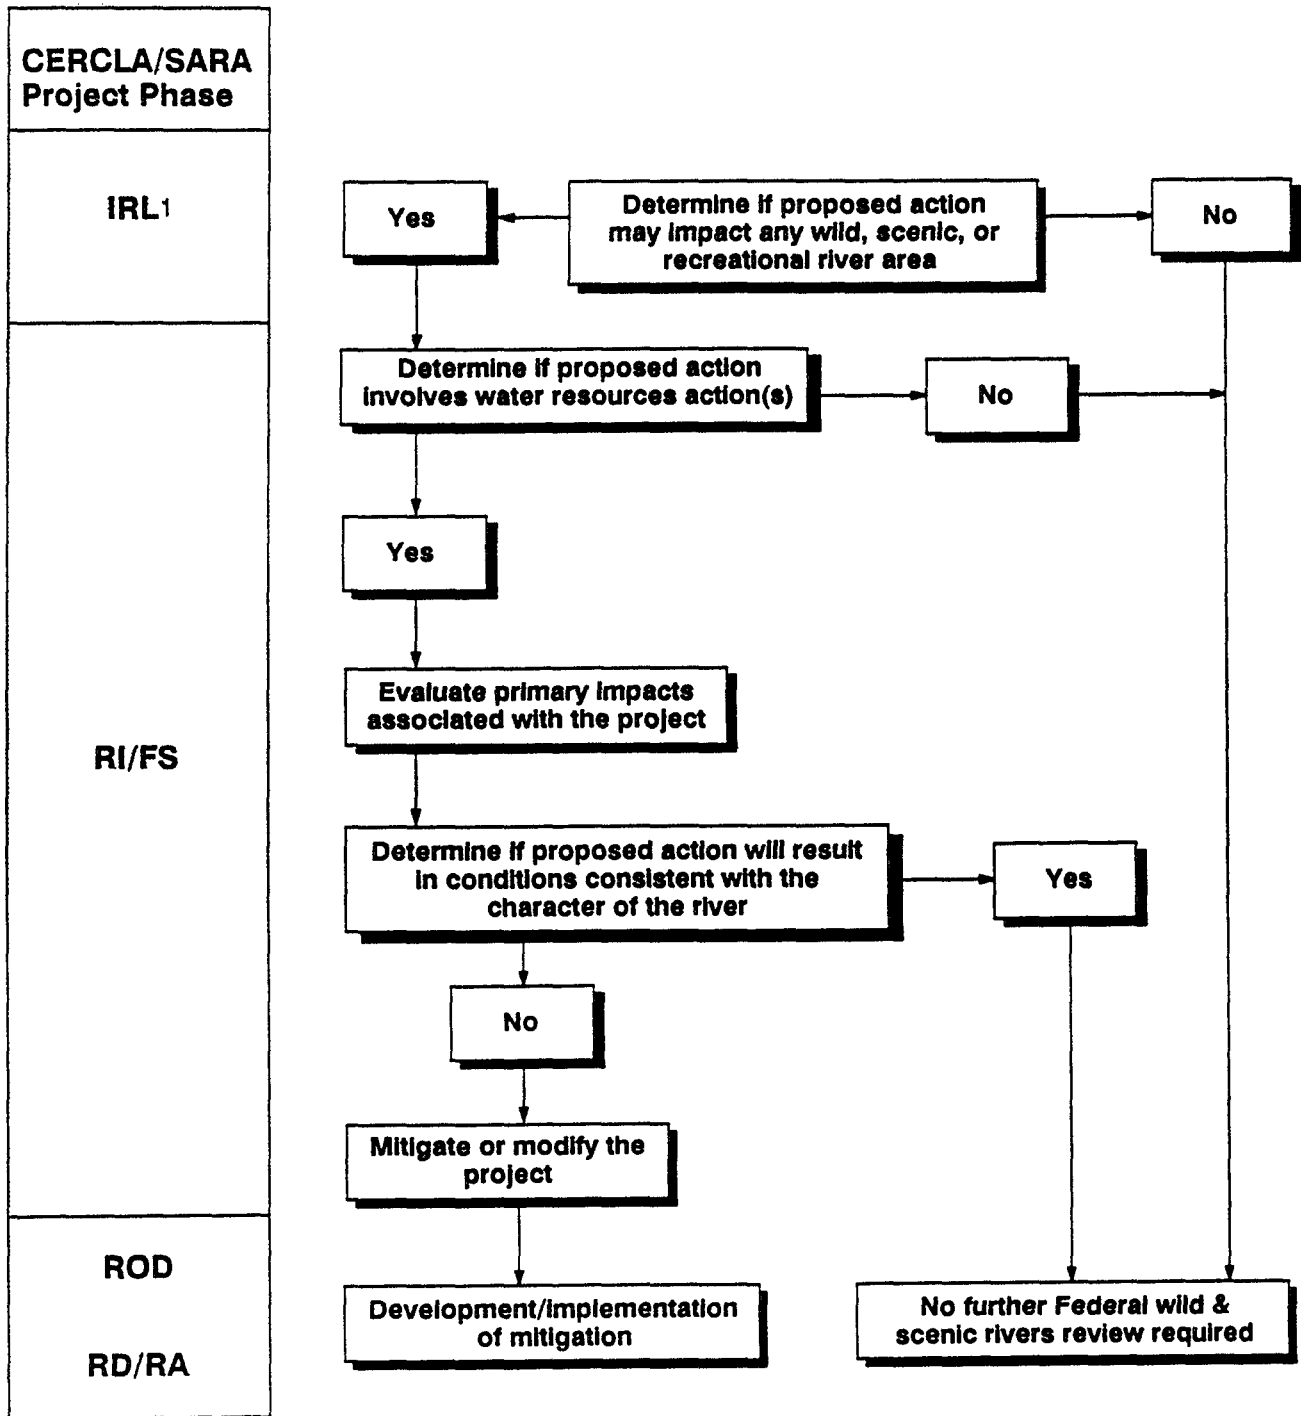 CERCLA/SARA
Project Phase
IRL1
Yes
Determine if proposed action
may impact any wild, scenic, or
recreational river area
No
Determine if proposed action
involves water resources action(s)
No
Yes
Evaluate primary impacts
associated with the project
RI/FS
Determine if proposed action will result
in conditions consistent with the
character of the river
Yes
No
Mitigate or modify the
project
ROD
RD/RA
Development/Implementation
of mitigation
No further Federal wild &
scenic rivers review required